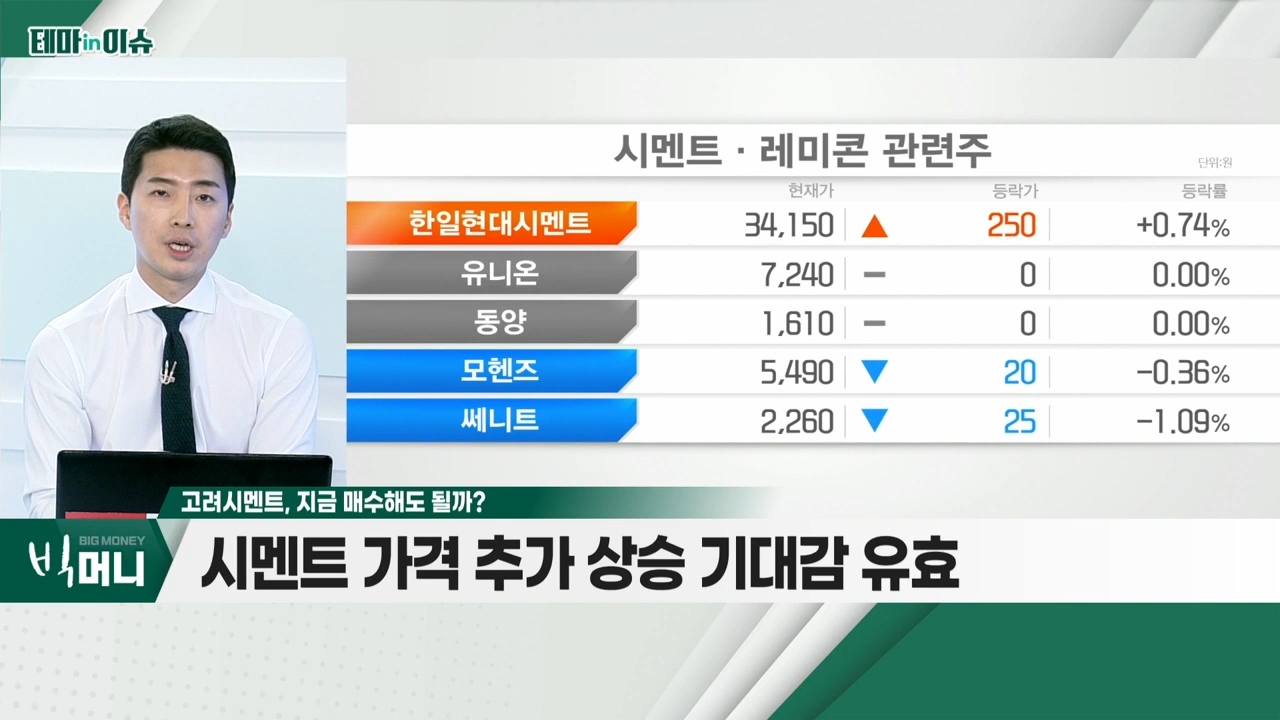 테마in이슈
시멘트 · 레미콘 관련주
단위:원
현재가 등락가 등락률
한일현대시멘트 34,150 ▲ 250 +0.74%
유니온 7,240 － 0 0.00%
동양 1,610 － 0 0.00%
모헨즈 5,490 ▼ 20 -0.36%
쎄니트 2,260 ▼ 25 -1.09%
고려시멘트, 지금 매수해도 될까?
BIG MONEY
빅머니
시멘트 가격 추가 상승 기대감 유효